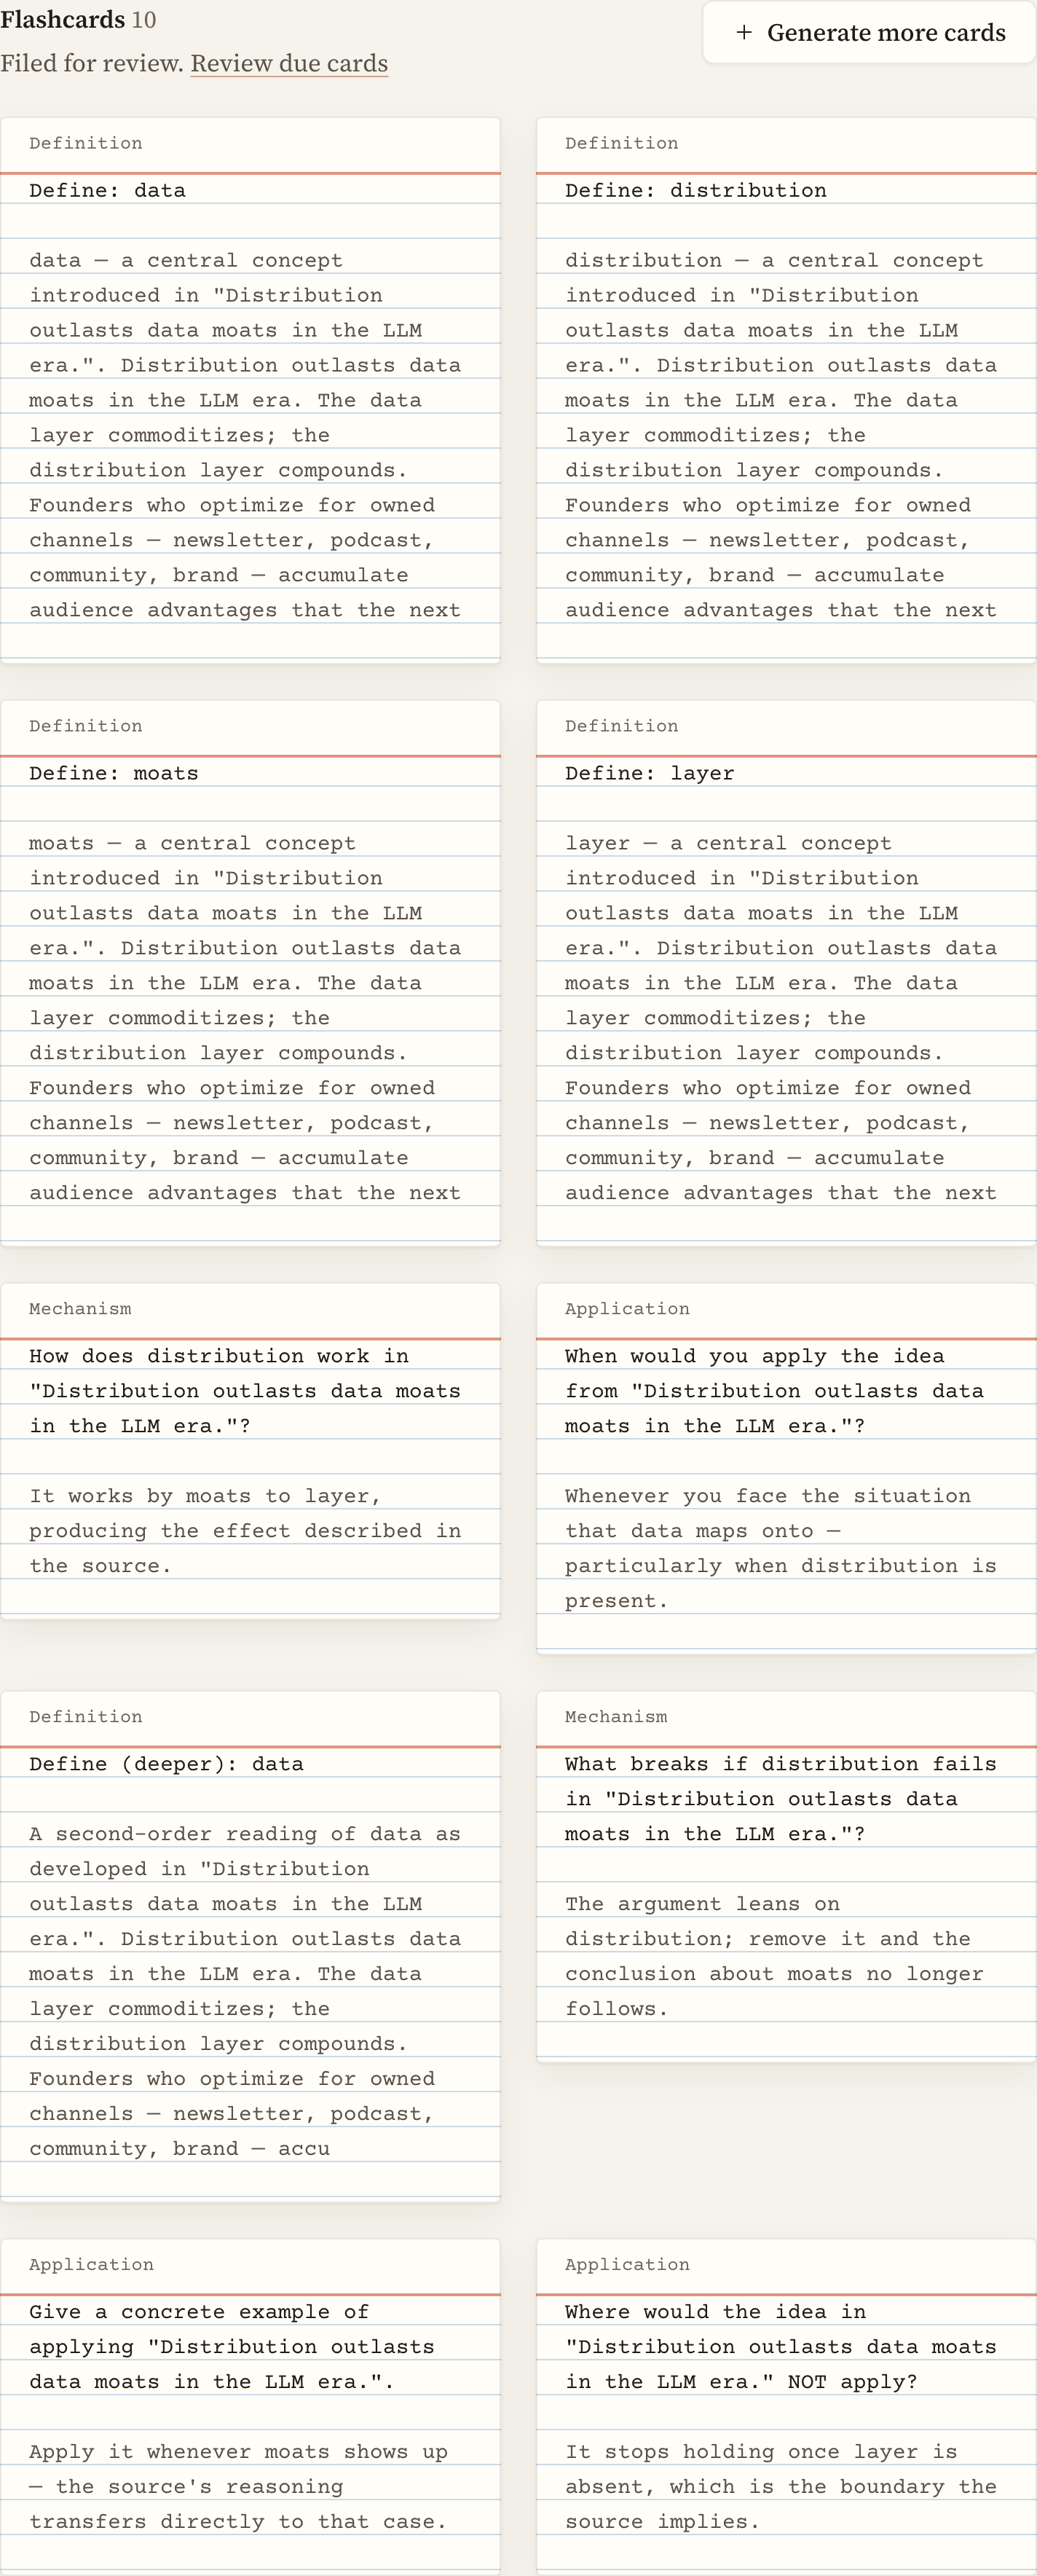 Flashcards 10
+ Generate more cards
Filed for review. Review due cards
Definition
Define: data
data — a central concept
introduced in "Distribution
outlasts data moats in the LLM
era.". Distribution outlasts data
moats in the LLM era. The data
layer commoditizes; the
distribution layer compounds.
Founders who optimize for owned
channels — newsletter, podcast,
community, brand — accumulate
audience advantages that the next
Definition
Define: distribution
distribution — a central concept
introduced in "Distribution
outlasts data moats in the LLM
era.". Distribution outlasts data
moats in the LLM era. The data
layer commoditizes; the
distribution layer compounds.
Founders who optimize for owned
channels — newsletter, podcast,
community, brand — accumulate
audience advantages that the next
Definition
Define: moats
moats — a central concept
introduced in "Distribution
outlasts data moats in the LLM
era.". Distribution outlasts data
moats in the LLM era. The data
layer commoditizes; the
distribution layer compounds.
Founders who optimize for owned
channels — newsletter, podcast,
community, brand — accumulate
audience advantages that the next
Definition
Define: layer
layer — a central concept
introduced in "Distribution
outlasts data moats in the LLM
era.". Distribution outlasts data
moats in the LLM era. The data
layer commoditizes; the
distribution layer compounds.
Founders who optimize for owned
channels — newsletter, podcast,
community, brand — accumulate
audience advantages that the next
Mechanism
How does distribution work in
"Distribution outlasts data moats
in the LLM era."?
It works by moats to layer,
producing the effect described in
the source.
Application
When would you apply the idea
from "Distribution outlasts data
moats in the LLM era."?
Whenever you face the situation
that data maps onto —
particularly when distribution is
present.
Definition
Define (deeper): data
A second-order reading of data as
developed in "Distribution
outlasts data moats in the LLM
era.". Distribution outlasts data
moats in the LLM era. The data
layer commoditizes; the
distribution layer compounds.
Founders who optimize for owned
channels — newsletter, podcast,
community, brand — accu
Mechanism
What breaks if distribution fails
in "Distribution outlasts data
moats in the LLM era."?
The argument leans on
distribution; remove it and the
conclusion about moats no longer
follows.
Application
Give a concrete example of
applying "Distribution outlasts
data moats in the LLM era.".
Apply it whenever moats shows up
— the source's reasoning
transfers directly to that case.
Application
Where would the idea in
"Distribution outlasts data moats
in the LLM era." NOT apply?
It stops holding once layer is
absent, which is the boundary the
source implies.